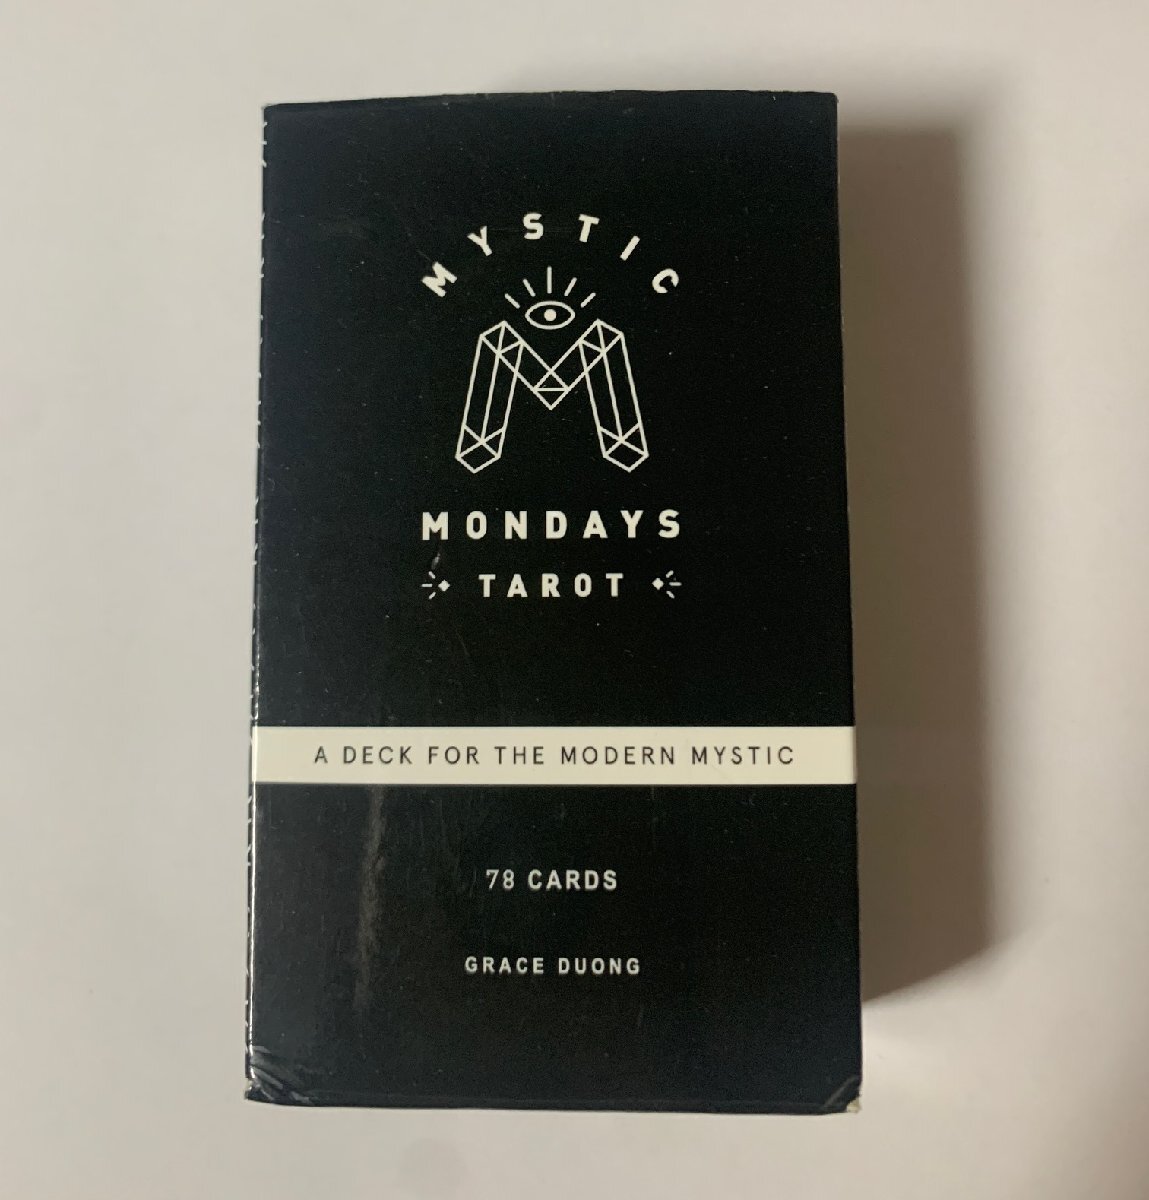 MYSTIC
MONDAYS
TAROT
A DECK FOR THE MODERN MYSTIC
78 CARDS
GRACE DUONG